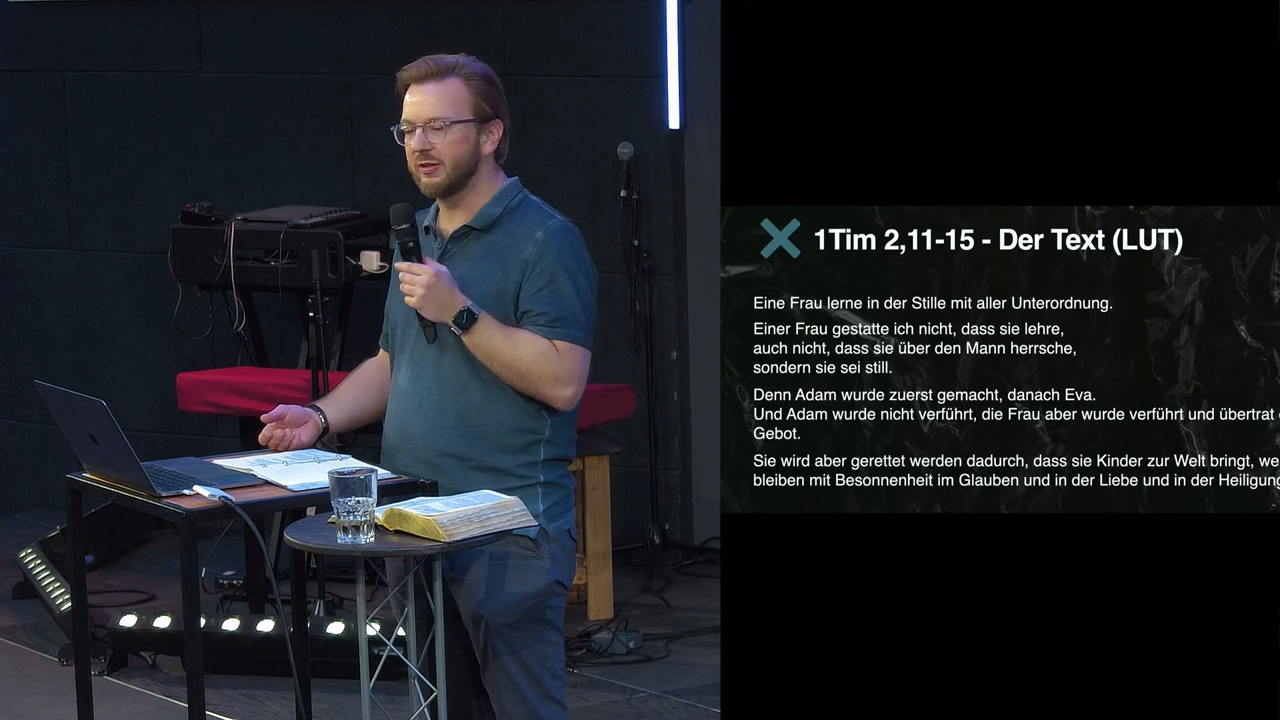 1Tim 2,11-15 - Der Text (LUT)
Eine Frau lerne in der Stille mit aller Unterordnung.
Einer Frau gestatte ich nicht, dass sie lehre,
auch nicht, dass sie über den Mann herrsche,
sondern sie sei still.
Denn Adam wurde zuerst gemacht, danach Eva.
Und Adam wurde nicht verführt, die Frau aber wurde verführt und übertrat
Gebot.
Sie wird aber gerettet werden dadurch, dass sie Kinder zur Welt bringt, we
bleiben mit Besonnenheit im Glauben und in der Liebe und in der Heiligung